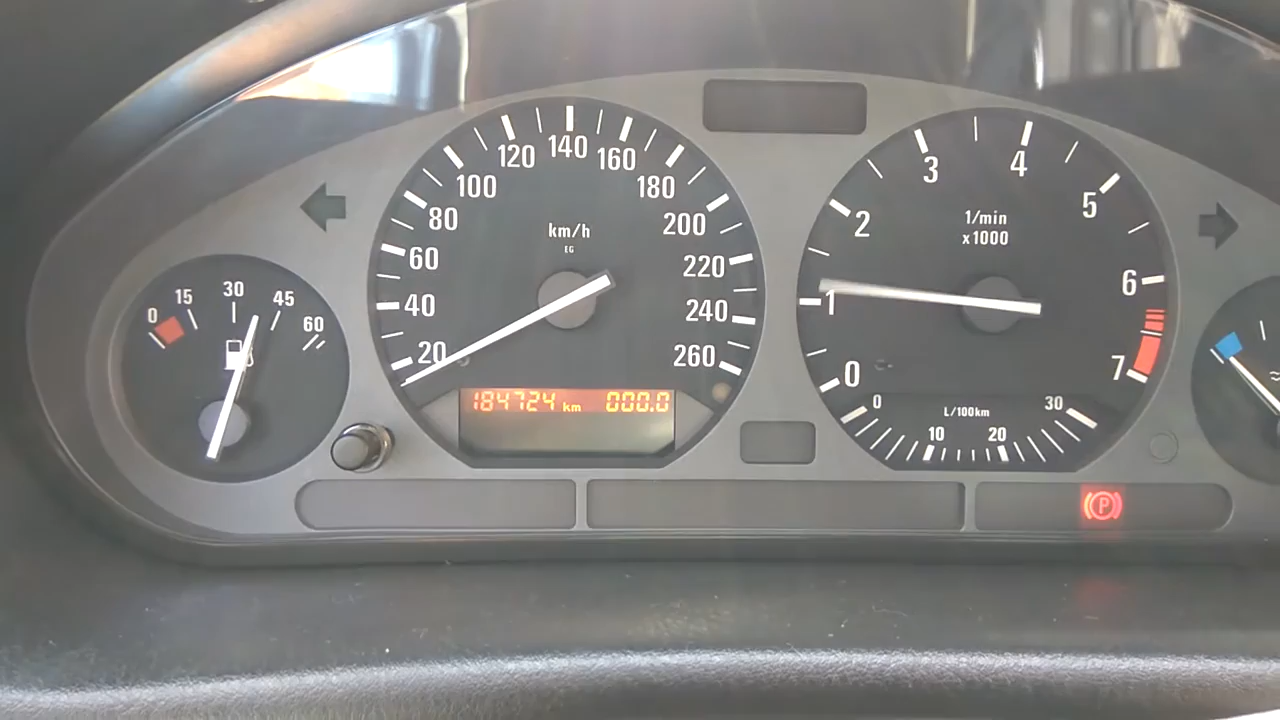 0 15 30 45 60
20 40 60 80 100 120 140 160 180 200 220 240 260
km/h
EG
184724 km 000.0
0 1 2 3 4 5 6 7
1/min
x1000
0 10 20 30
L/100km
P